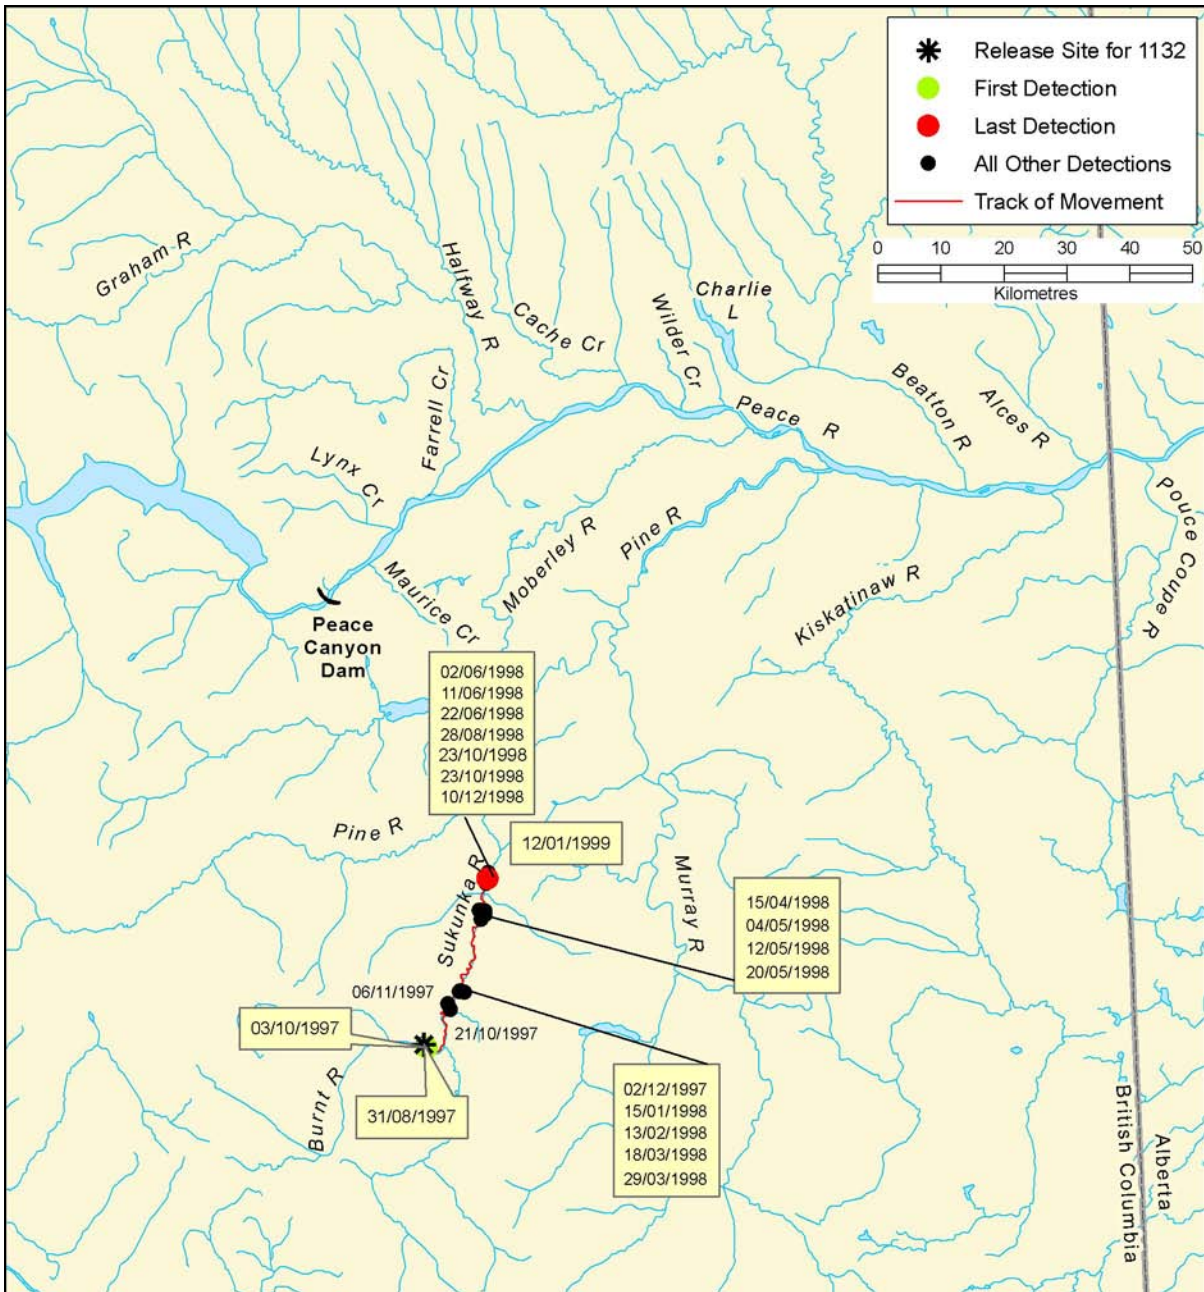 Release Site for 1132
First Detection
Last Detection
All Other Detections
Track of Movement
0 10 20 30 40 50
Kilometres
Graham R
Halfway R
Cache Cr
Wilder Cr
Charlie
L
Farrell Cr
Lynx Cr
Peace R
Beatton R
Alces R
Pouce Coupe R
Moberley R
Pine R
Kiskatinaw R
Maurice Cr
Peace
Canyon
Dam
02/06/1998
11/06/1998
22/06/1998
28/08/1998
23/10/1998
23/10/1998
10/12/1998
Pine R
12/01/1999
Sukunka R
Murray R
15/04/1998
04/05/1998
12/05/1998
20/05/1998
06/11/1997
03/10/1997
21/10/1997
Burnt R
31/08/1997
02/12/1997
15/01/1998
13/02/1998
18/03/1998
29/03/1998
British Columbia
Alberta